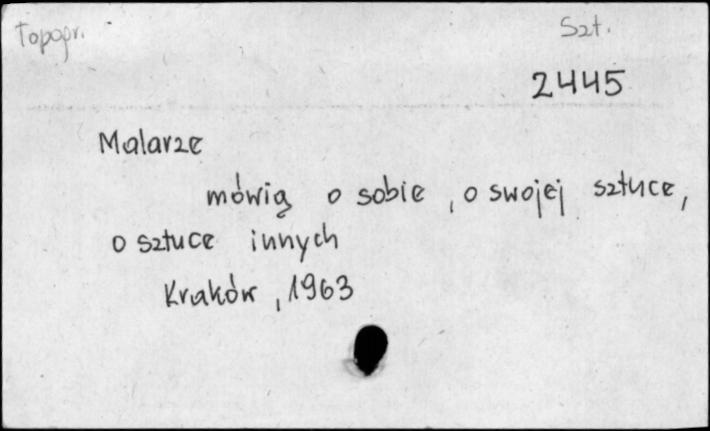 Topogr. Szt.
2445
Malarze
mówią o sobie, o swojej sztuce,
o sztuce innych
Kraków, 1963